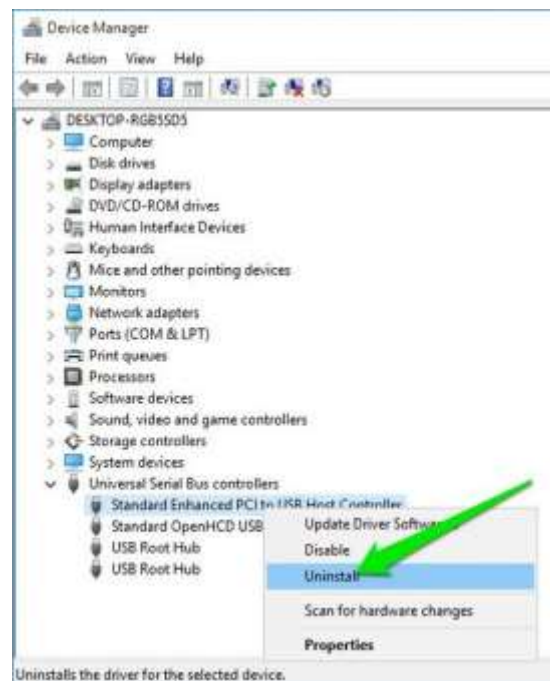 Device Manager
File Action View Help
DESKTOP-RGB5SD5
Computer
Disk drives
Display adapters
DVD/CD-ROM drives
Human Interface Devices
Keyboards
Mice and other pointing devices
Monitors
Network adapters
Ports (COM & LPT)
Print queues
Processors
Software devices
Sound, video and game controllers
Storage controllers
System devices
Universal Serial Bus controllers
Standard Enhanced PCI to USB Host Controller
Standard OpenHCD USB
USB Root Hub
USB Root Hub
Update Driver
Disable
Uninstall
Scan for hardware changes
Properties
Uninstalls the driver for the selected device.